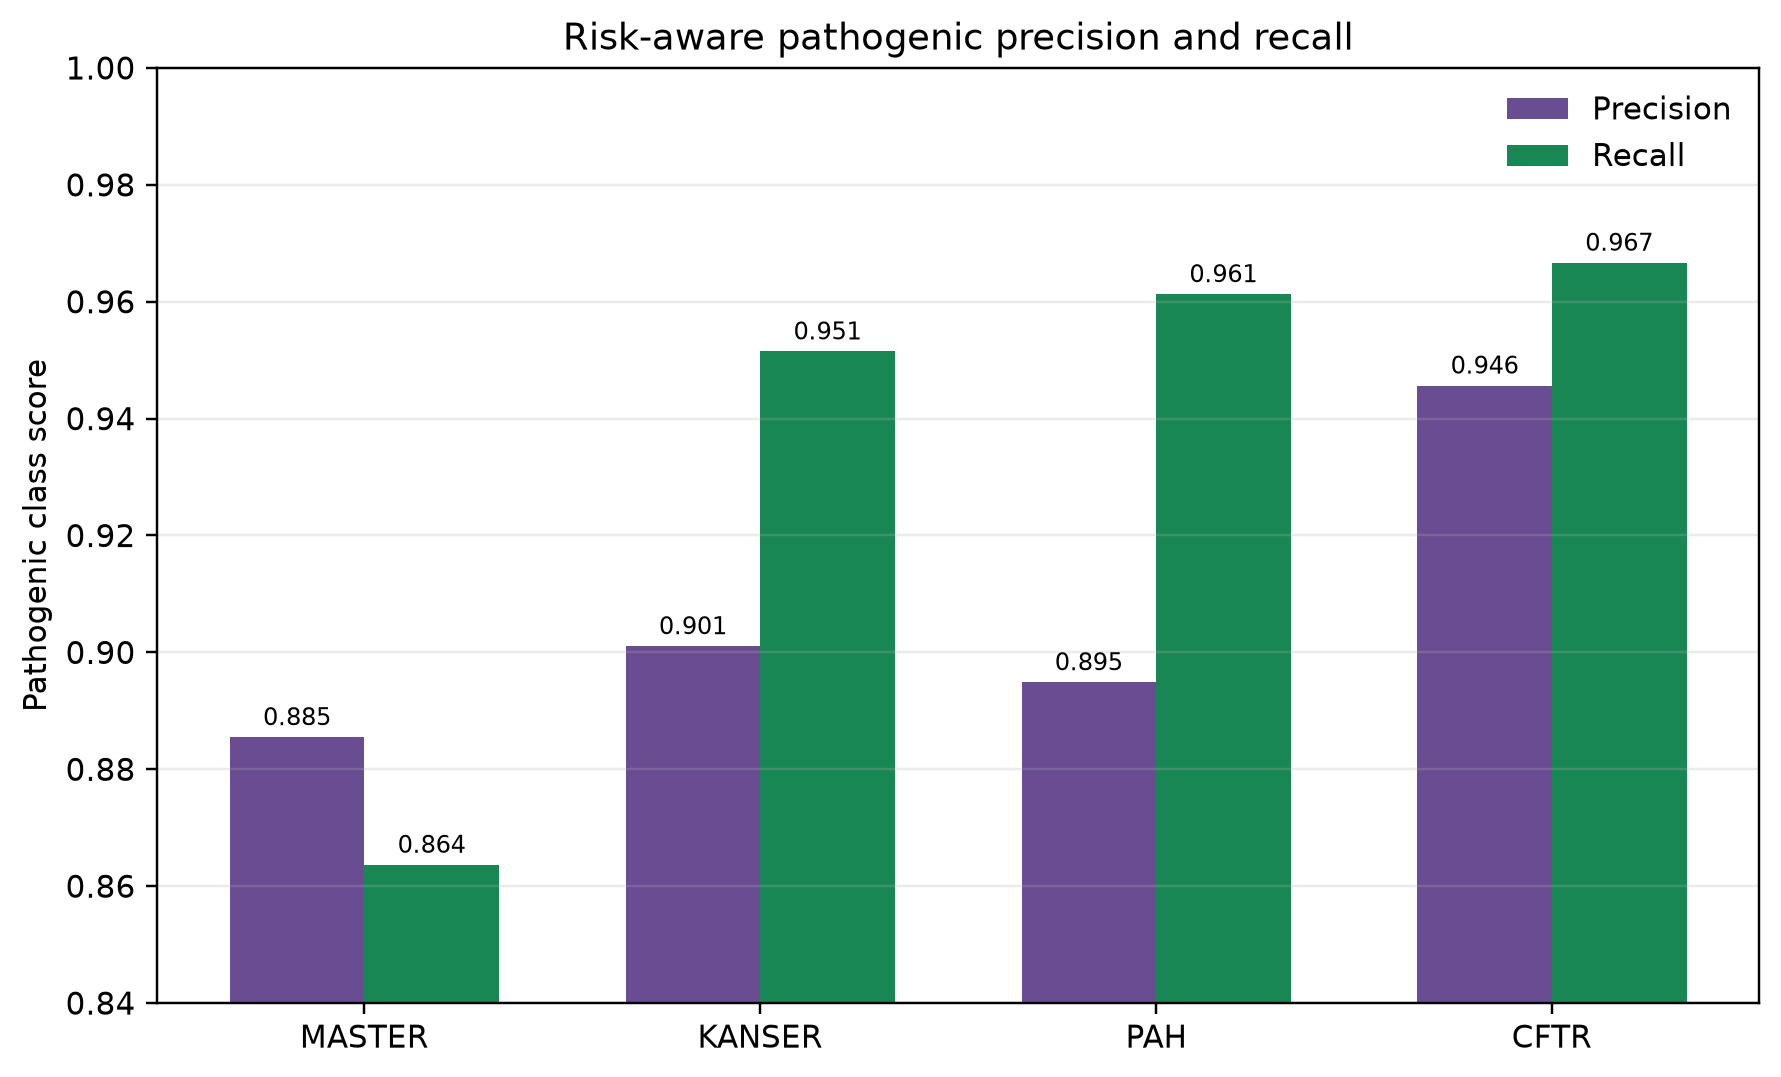 Risk-aware pathogenic precision and recall
1.00
0.98
0.96
0.94
0.92
0.90
0.88
0.86
0.84
Pathogenic class score
Precision
Recall
0.885
0.864
0.901
0.951
0.895
0.961
0.946
0.967
MASTER
KANSER
PAH
CFTR